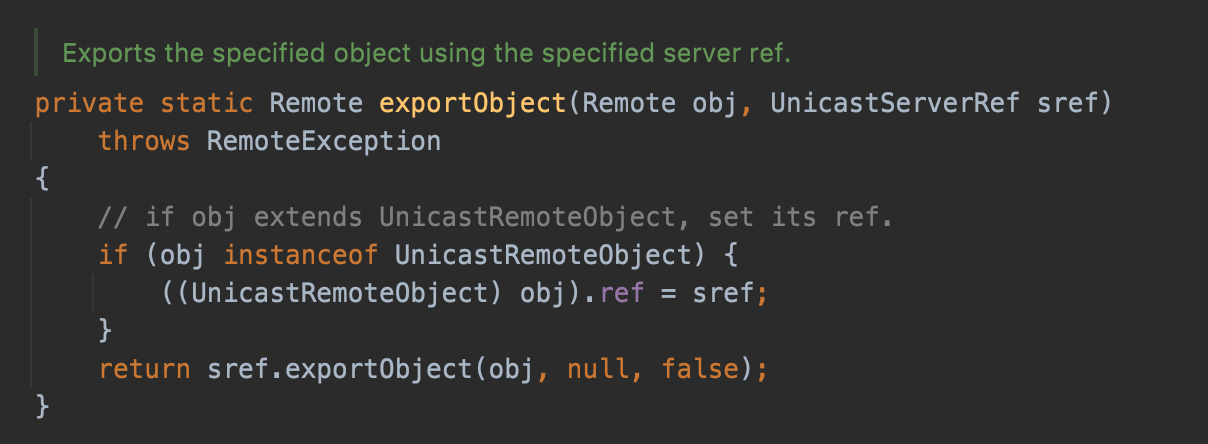 Exports the specified object using the specified server ref.
private static Remote exportObject(Remote obj, UnicastServerRef sref)
    throws RemoteException
{
    // if obj extends UnicastRemoteObject, set its ref.
    if (obj instanceof UnicastRemoteObject) {
        ((UnicastRemoteObject) obj).ref = sref;
    }
    return sref.exportObject(obj, null, false);
}